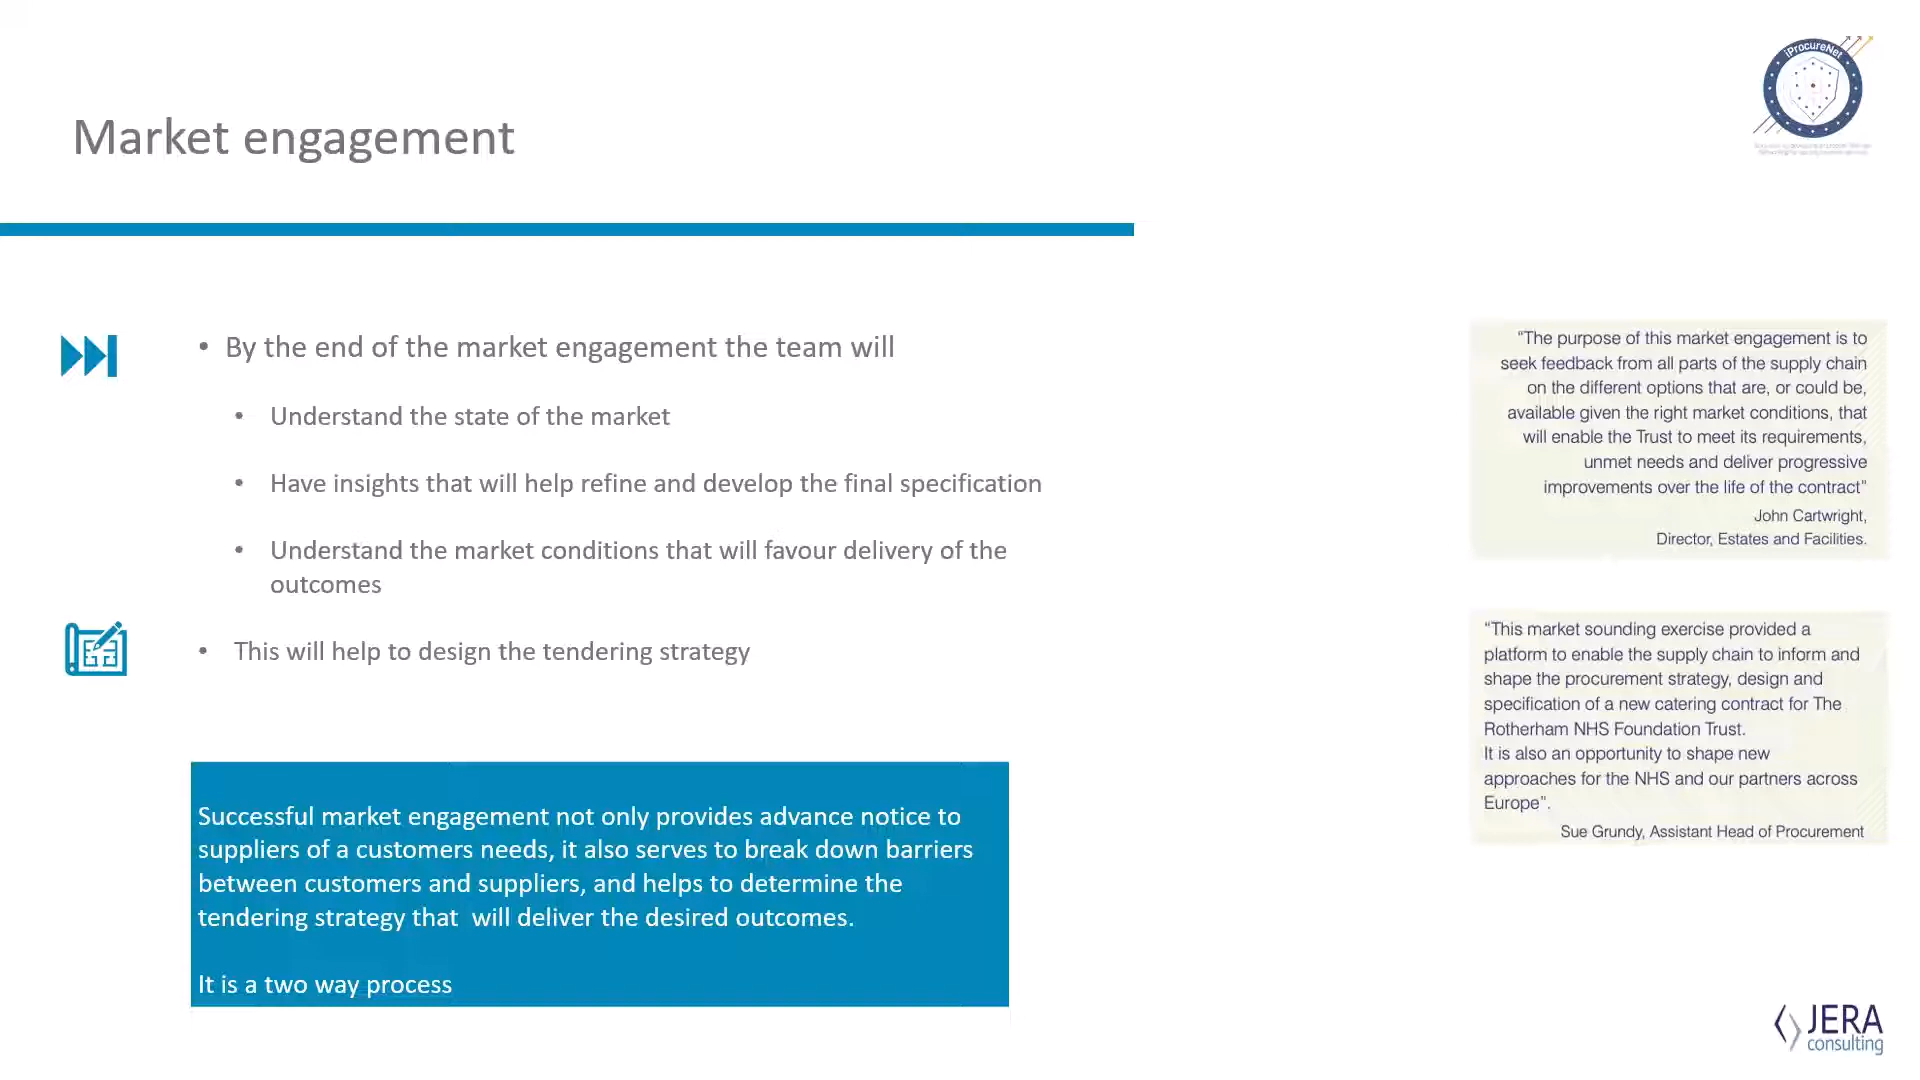 iProcureNet
Market engagement
• By the end of the market engagement the team will
• Understand the state of the market
• Have insights that will help refine and develop the final specification
• Understand the market conditions that will favour delivery of the
outcomes
• This will help to design the tendering strategy
Successful market engagement not only provides advance notice to
suppliers of a customers needs, it also serves to break down barriers
between customers and suppliers, and helps to determine the
tendering strategy that  will deliver the desired outcomes.
It is a two way process
“The purpose of this market engagement is to
seek feedback from all parts of the supply chain
on the different options that are, or could be,
available given the right market conditions, that
will enable the Trust to meet its requirements,
unmet needs and deliver progressive
improvements over the life of the contract”
John Cartwright,
Director, Estates and Facilities.
“This market sounding exercise provided a
platform to enable the supply chain to inform and
shape the procurement strategy, design and
specification of a new catering contract for The
Rotherham NHS Foundation Trust.
It is also an opportunity to shape new
approaches for the NHS and our partners across
Europe”.
Sue Grundy, Assistant Head of Procurement
JERA
consulting